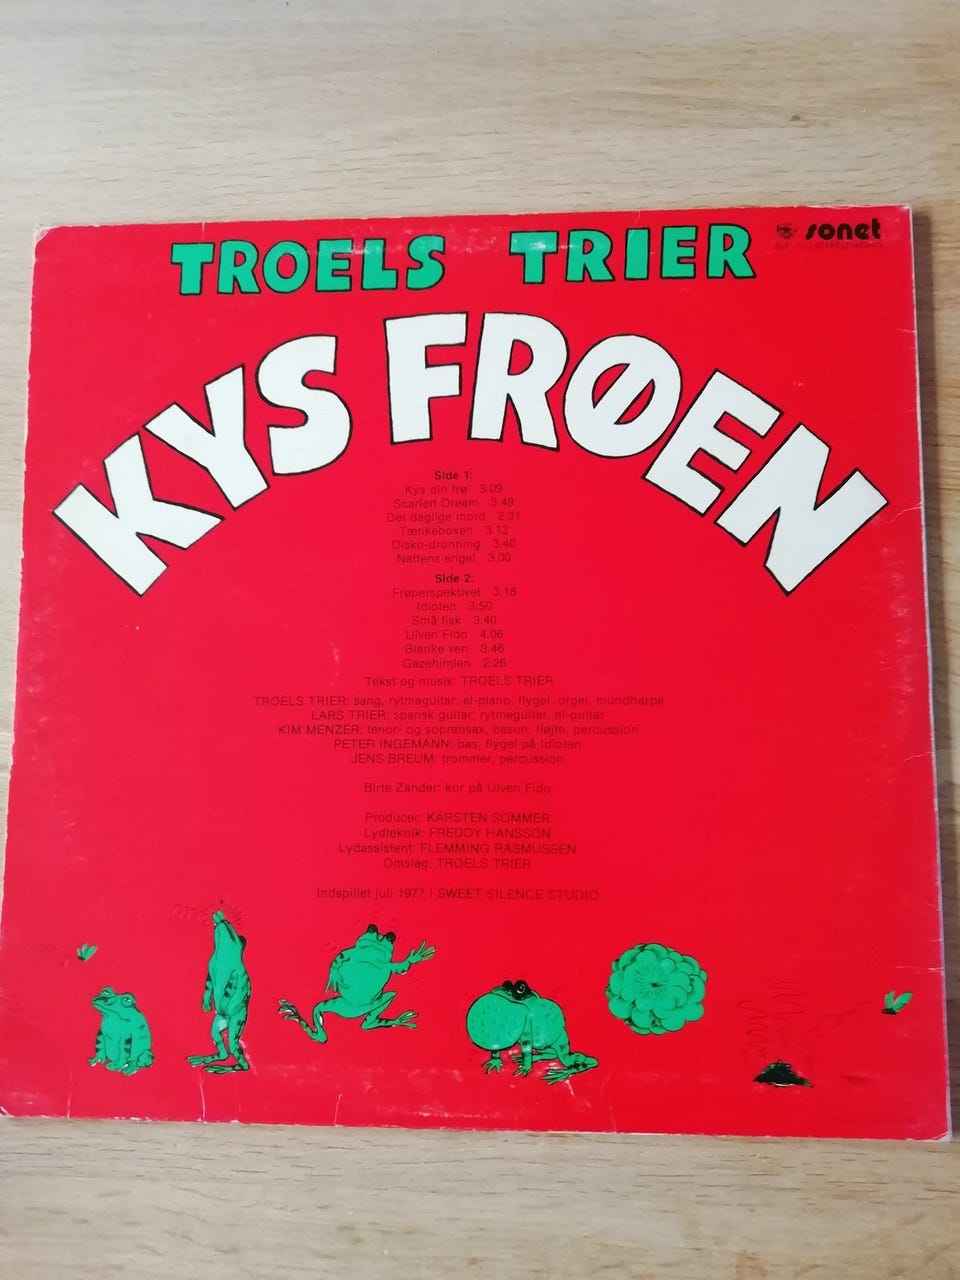 sonet
TROELS TRIER
KYS FRØEN
Side 1:
Kys din frø 3.09
Scarlett Dream 3.49
Det daglige mord 2.31
Tænkeboxen 3.12
Disko-dronning 3.40
Nattens engel 3.00
Side 2:
Frøperspektivet 3.18
Idioten 3.50
Små fisk 3.40
Ulven Fido 4.06
Blanke ven 3.46
Gazehimlen 2.26
Tekst og musik: TROELS TRIER
TROELS TRIER: sang, rytmeguitar, el-piano, flygel, orgel, mundharpe
LARS TRIER: spansk guitar, rytmeguitar, el-guitar
KIM MENZER: tenor- og sopransax, basun, fløjte, percussion
PETER INGEMANN: bas, flygel på Idioten
JENS BREUM: trommer, percussion
Birte Zander: kor på Ulven Fido
Producer: KARSTEN SOMMER
Lydteknik: FREDDY HANSSON
Lydassistent: FLEMMING RASMUSSEN
Omslag: TROELS TRIER
Indspillet juli 1977 i SWEET SILENCE STUDIO